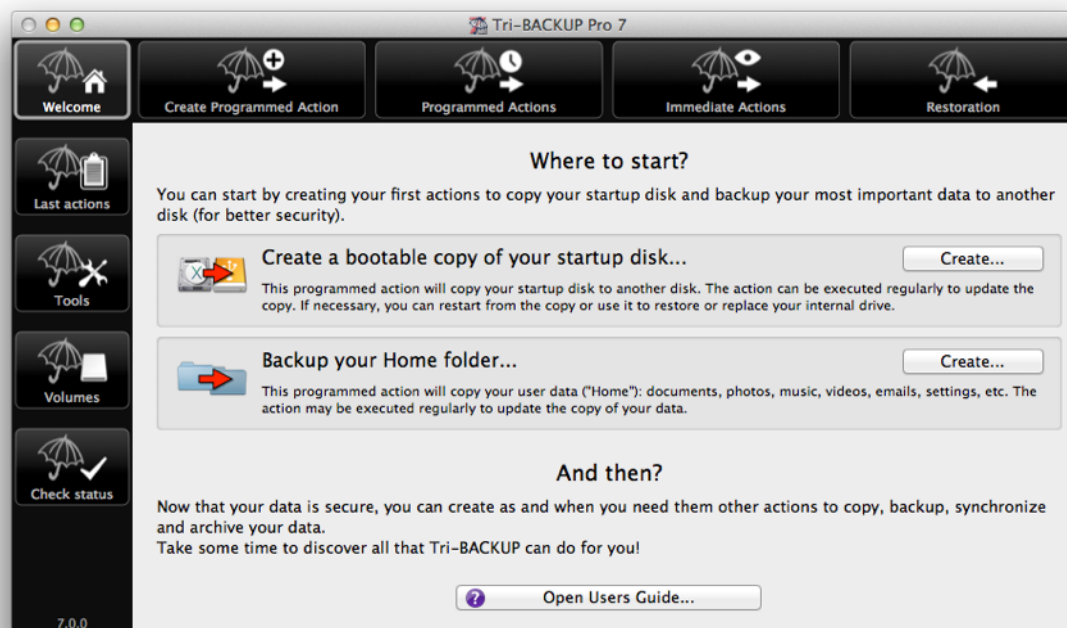 Tri-BACKUP Pro 7
Welcome
Create Programmed Action
Programmed Actions
Immediate Actions
Restoration
Last actions
Tools
Volumes
Check status
7.0.0
Where to start?
You can start by creating your first actions to copy your startup disk and backup your most important data to another
disk (for better security).
Create a bootable copy of your startup disk...
Create...
This programmed action will copy your startup disk to another disk. The action can be executed regularly to update the
copy. If necessary, you can restart from the copy or use it to restore or replace your internal drive.
Backup your Home folder...
Create...
This programmed action will copy your user data ("Home"): documents, photos, music, videos, emails, settings, etc. The
action may be executed regularly to update the copy of your data.
And then?
Now that your data is secure, you can create as and when you need them other actions to copy, backup, synchronize
and archive your data.
Take some time to discover all that Tri-BACKUP can do for you!
? Open Users Guide...